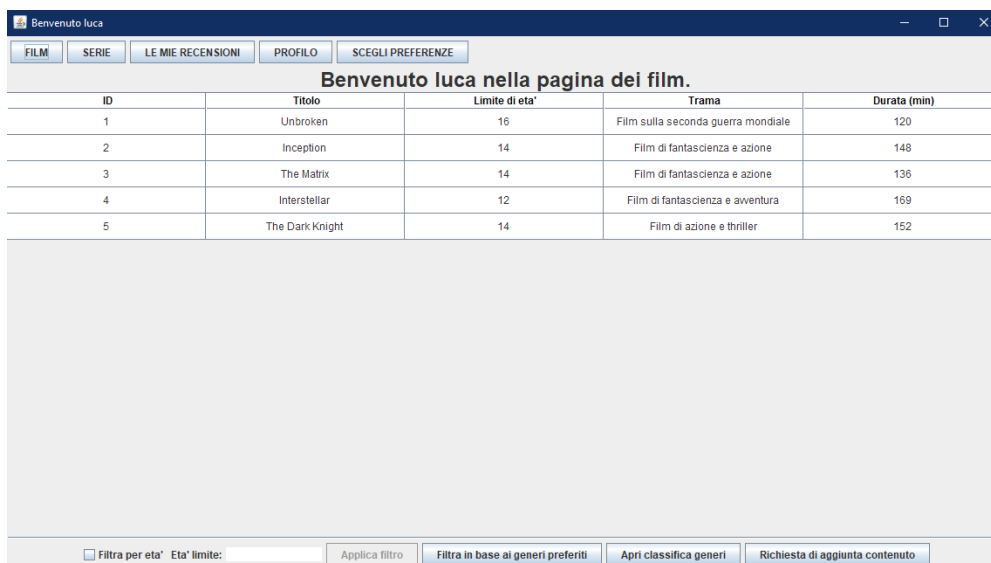 Benvenuto luca
FILM SERIE LE MIE RECENSIONI PROFILO SCEGLI PREFERENZE
Benvenuto luca nella pagina dei film.
ID Titolo Limite di eta' Trama Durata (min)
1 Unbroken 16 Film sulla seconda guerra mondiale 120
2 Inception 14 Film di fantascienza e azione 148
3 The Matrix 14 Film di fantascienza e azione 136
4 Interstellar 12 Film di fantascienza e avventura 169
5 The Dark Knight 14 Film di azione e thriller 152
Filtra per eta' Eta' limite: Applica filtro Filtra in base ai generi preferiti Apri classifica generi Richiesta di aggiunta contenuto